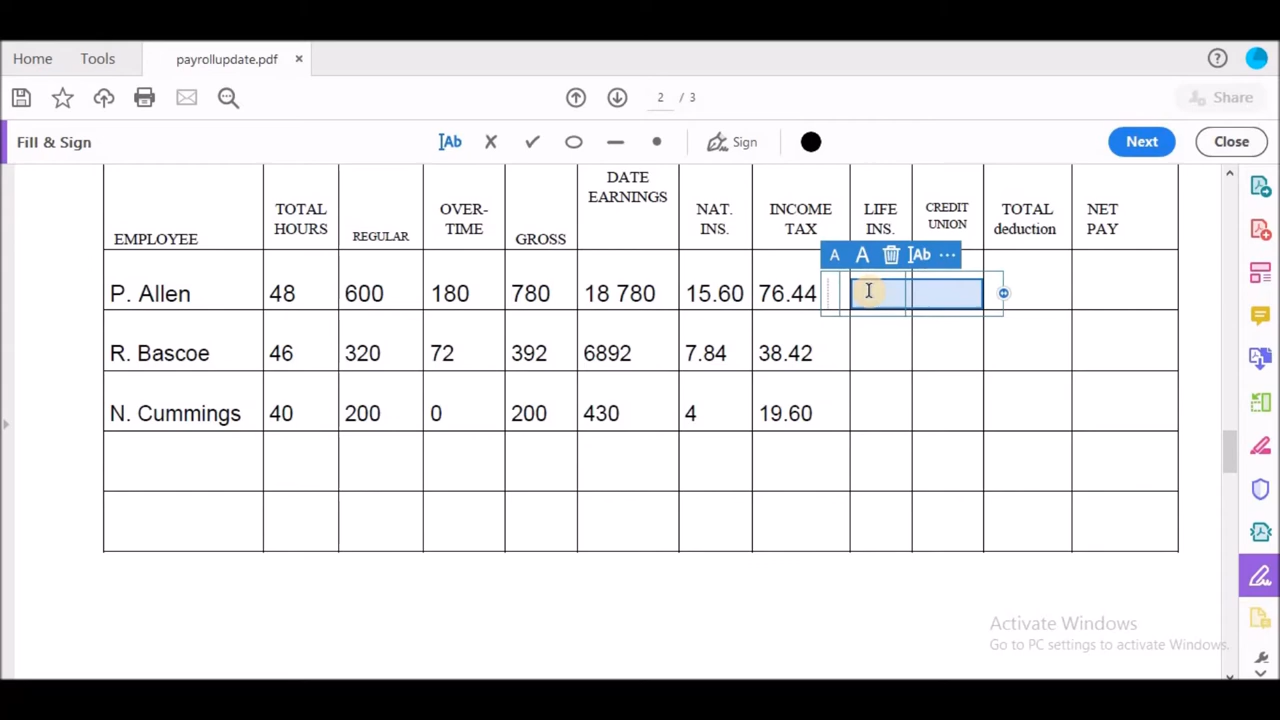 Home Tools payrollupdate.pdf ×
2 / 3 Share
Fill & Sign Ab Sign Next Close
EMPLOYEE TOTAL HOURS REGULAR OVER-TIME GROSS DATE EARNINGS NAT. INS. INCOME TAX LIFE INS. CREDIT UNION TOTAL deduction NET PAY
A A Ab ...
P. Allen 48 600 180 780 18 780 15.60 76.44
R. Bascoe 46 320 72 392 6892 7.84 38.42
N. Cummings 40 200 0 200 430 4 19.60
Activate Windows
Go to PC settings to activate Windows.